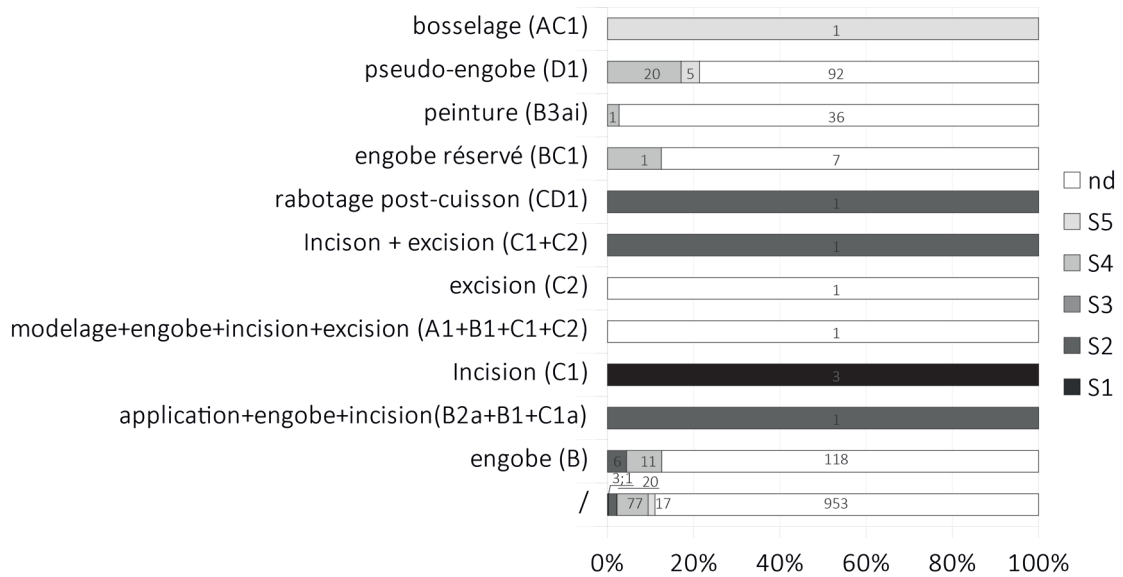 bosselage (AC1)
1
pseudo-engobe (D1)
20 5 92
peinture (B3ai)
1 36
engobe réservé (BC1)
1 7
rabotage post-cuisson (CD1)
1
Incison + excision (C1+C2)
1
excision (C2)
1
modelage+engobe+incision+excision (A1+B1+C1+C2)
1
Incision (C1)
3
application+engobe+incision(B2a+B1+C1a)
1
engobe (B)
6 11 118
3;1 20
/
77 17 953
0% 20% 40% 60% 80% 100%
nd
S5
S4
S3
S2
S1